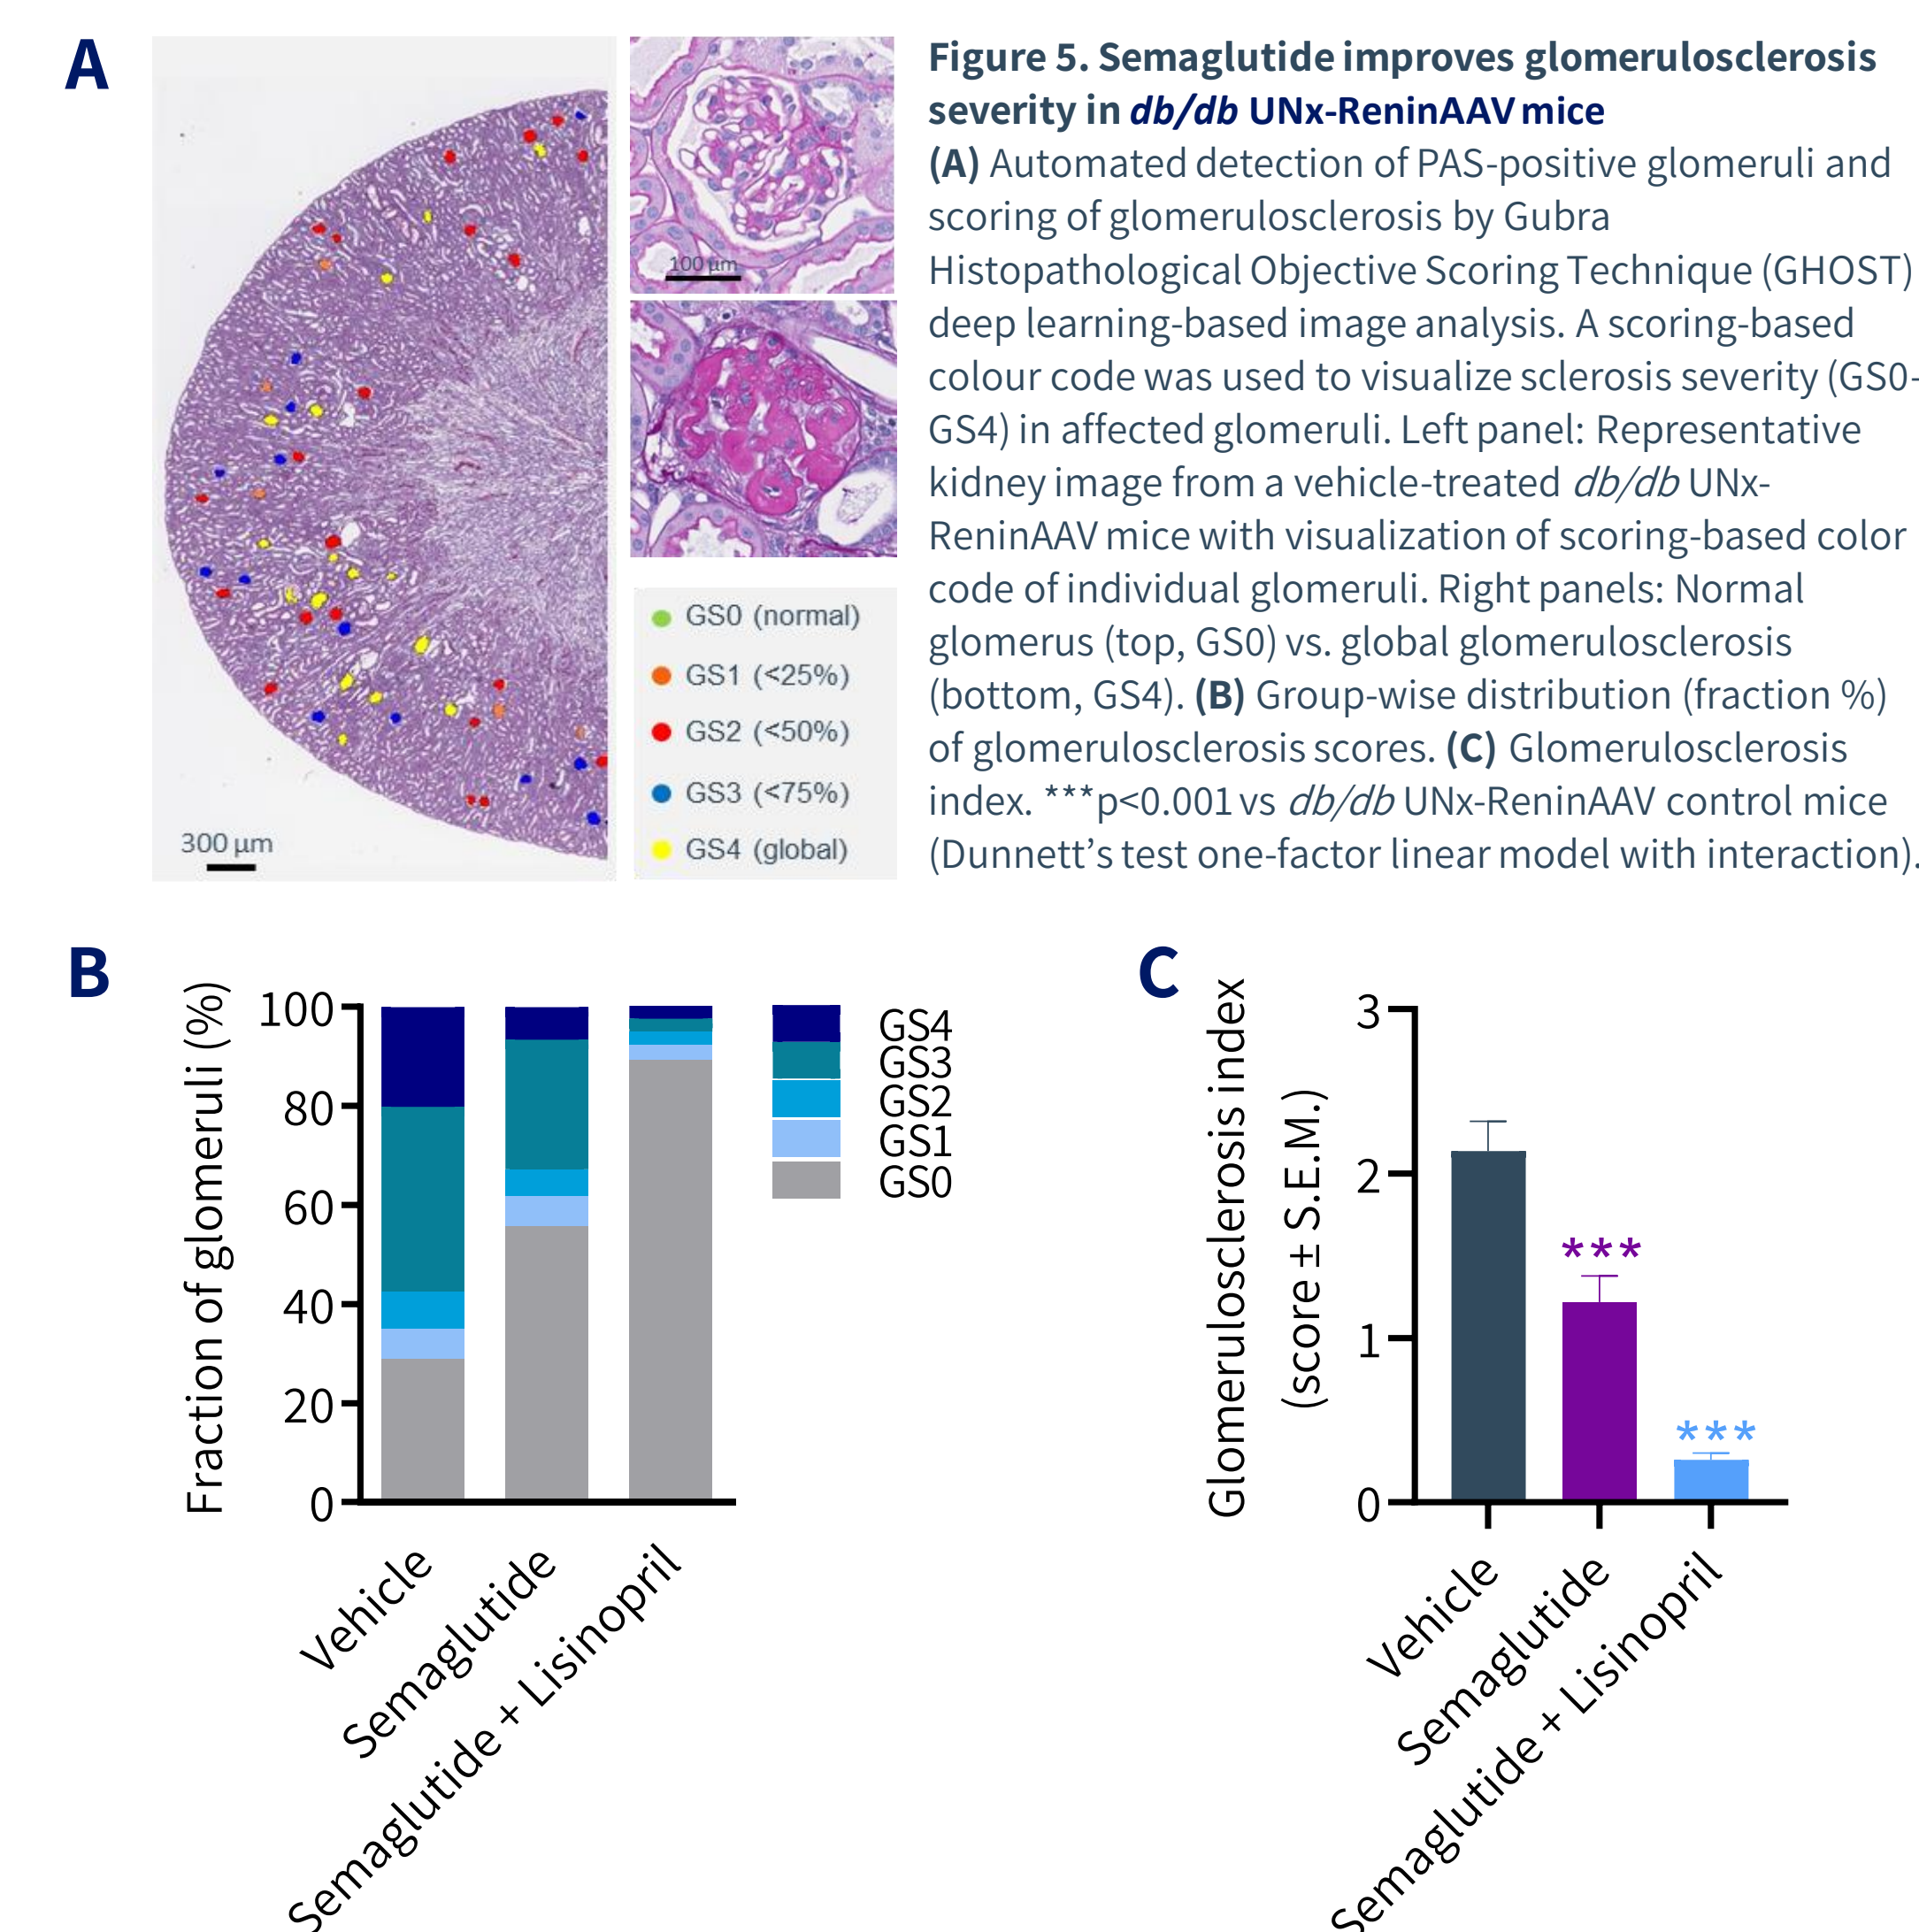 A
100 µm
300 µm
GS0 (normal)
GS1 (<25%)
GS2 (<50%)
GS3 (<75%)
GS4 (global)
Figure 5. Semaglutide improves glomerulosclerosis
severity in db/db UNx-ReninAAV mice
(A) Automated detection of PAS-positive glomeruli and
scoring of glomerulosclerosis by Gubra
Histopathological Objective Scoring Technique (GHOST)
deep learning-based image analysis. A scoring-based
colour code was used to visualize sclerosis severity (GS0-
GS4) in affected glomeruli. Left panel: Representative
kidney image from a vehicle-treated db/db UNx-
ReninAAV mice with visualization of scoring-based color
code of individual glomeruli. Right panels: Normal
glomerus (top, GS0) vs. global glomerulosclerosis
(bottom, GS4). (B) Group-wise distribution (fraction %)
of glomerulosclerosis scores. (C) Glomerulosclerosis
index. ***p<0.001 vs db/db UNx-ReninAAV control mice
(Dunnett's test one-factor linear model with interaction).
B
Fraction of glomeruli (%)
100
80
60
40
20
0
Vehicle
Semaglutide
Semaglutide + Lisinopril
GS4
GS3
GS2
GS1
GS0
C
Glomerulosclerosis index
(score ± S.E.M.)
3
2
1
0
***
***
Vehicle
Semaglutide
Semaglutide + Lisinopril